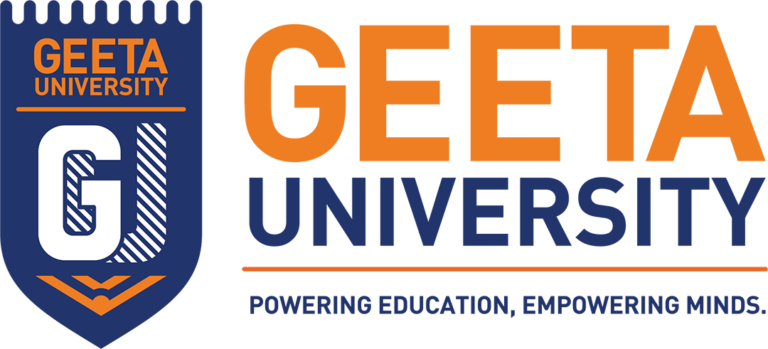 GEETA
UNIVERSITY
GU
GEETA
UNIVERSITY
POWERING EDUCATION, EMPOWERING MINDS.